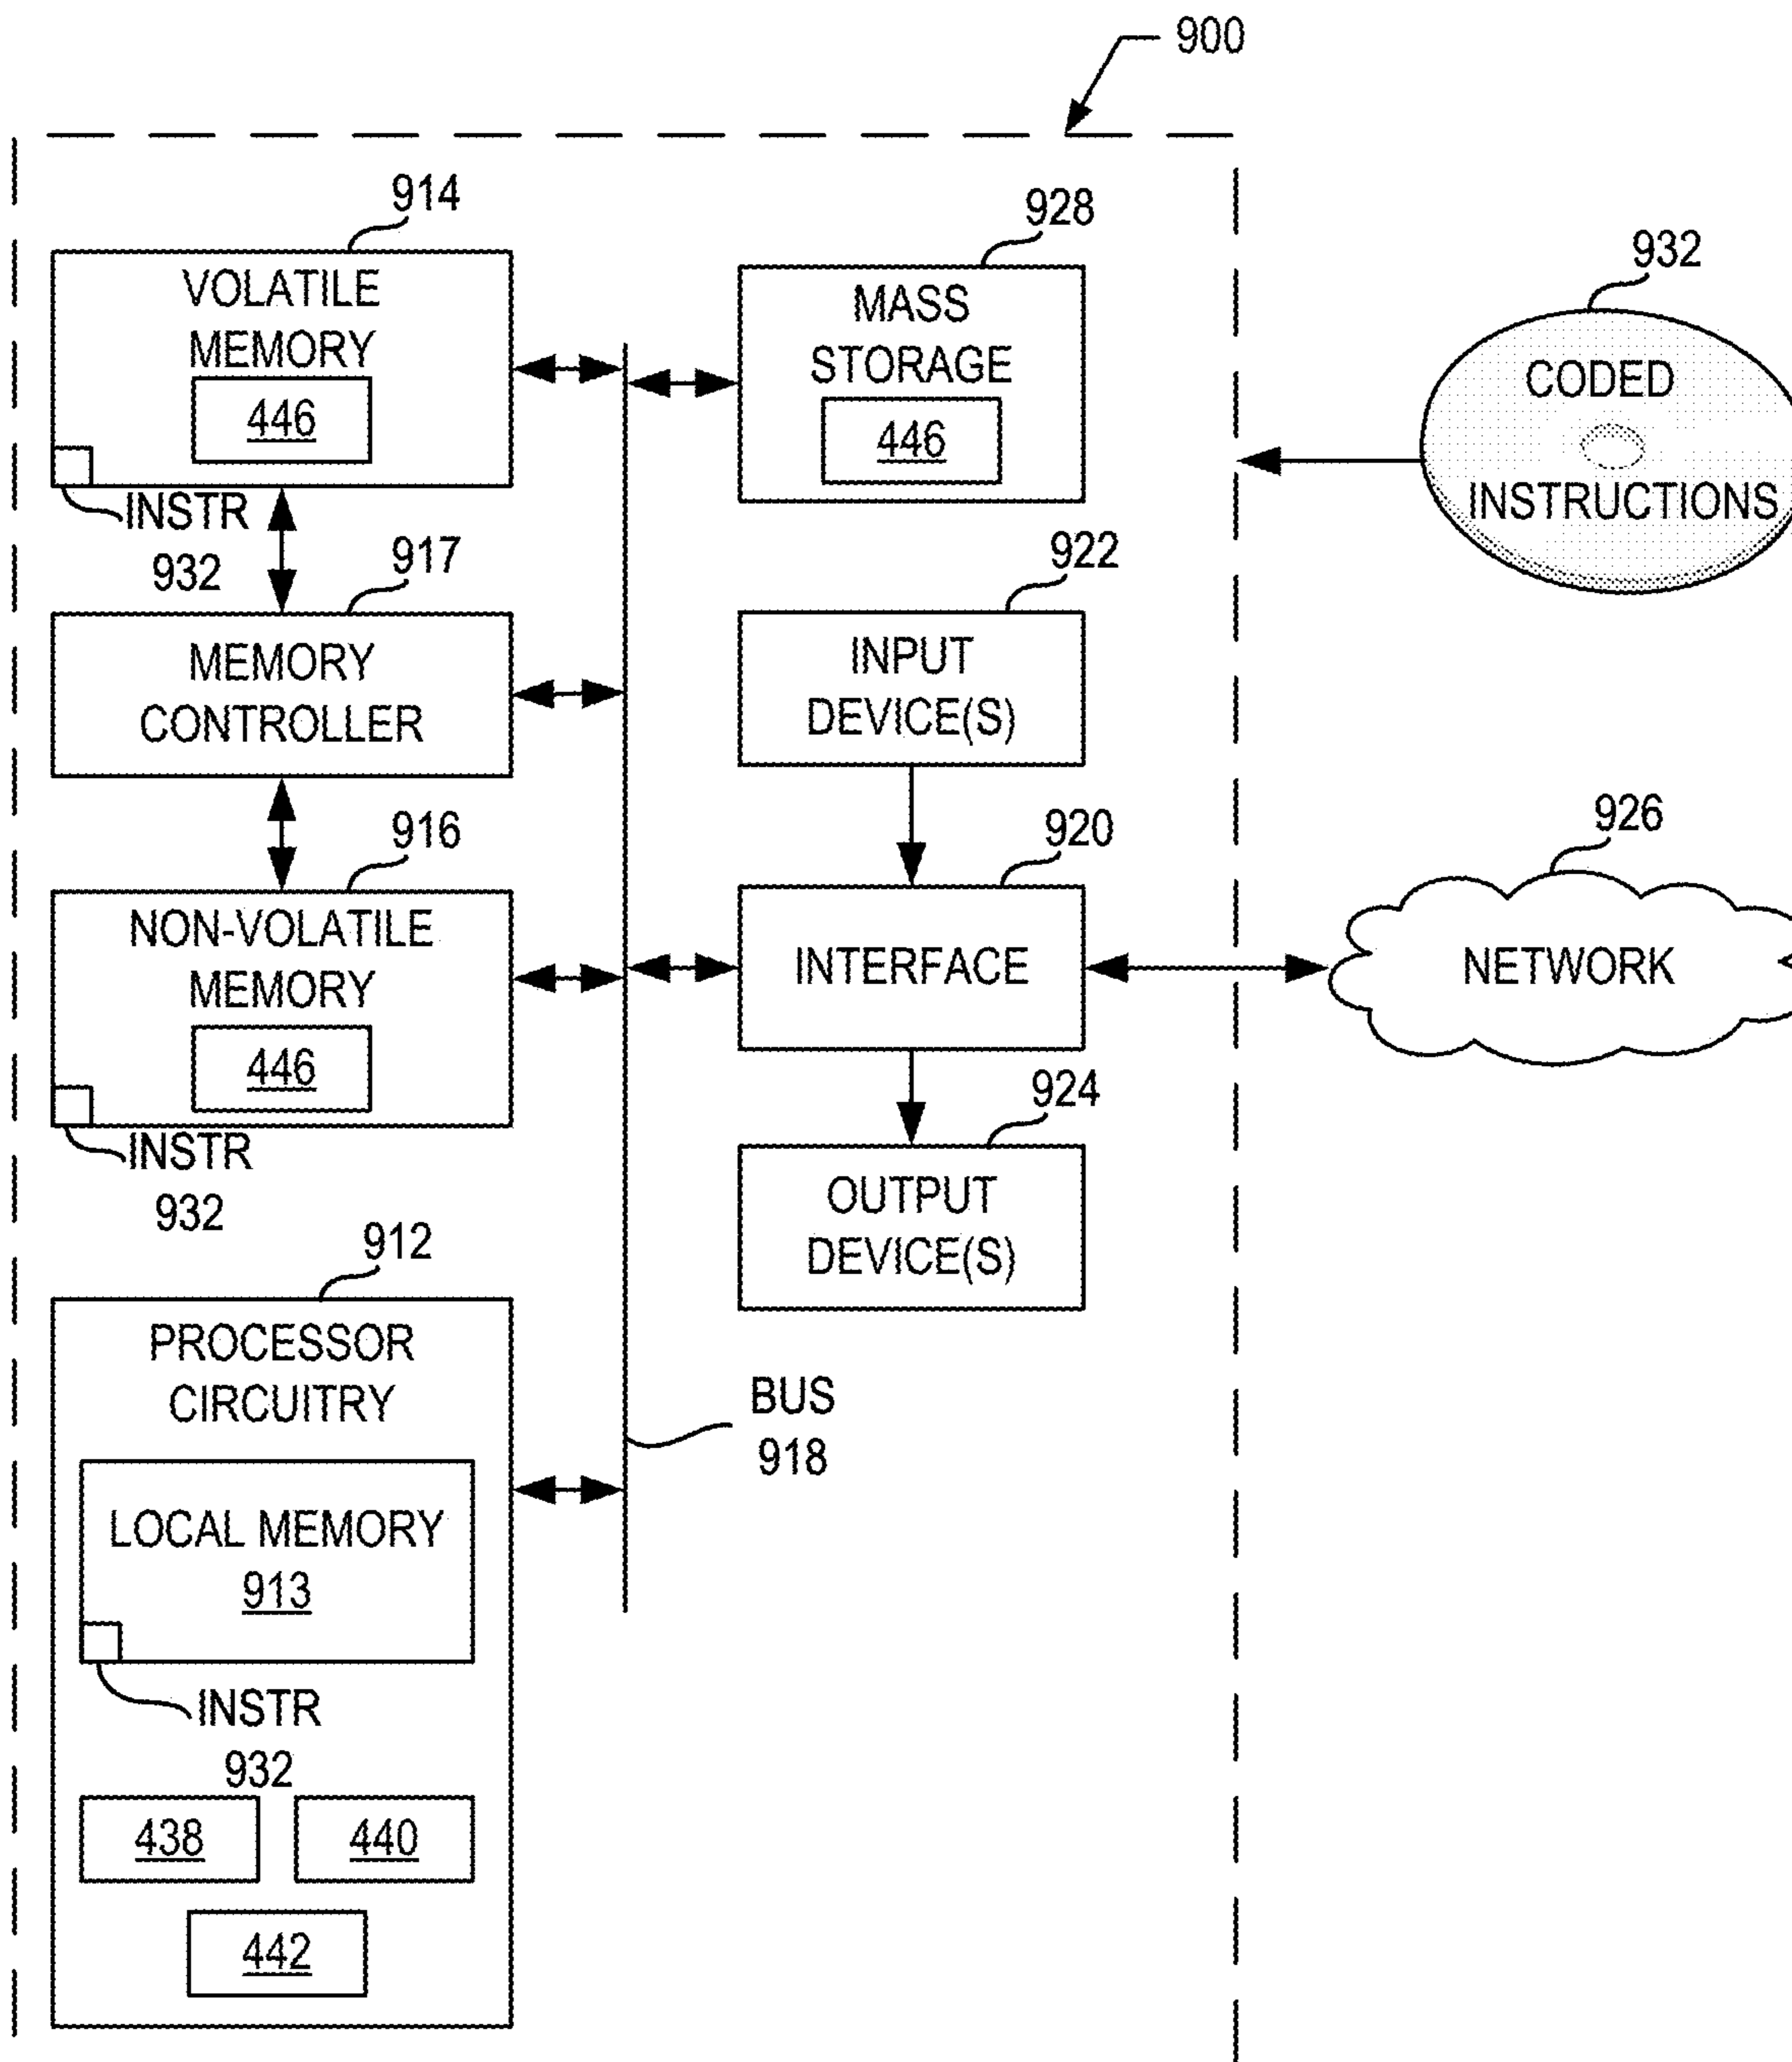 900
914
VOLATILE
MEMORY
446
INSTR
932
928
MASS
STORAGE
446
932
CODED
INSTRUCTIONS
917
MEMORY
CONTROLLER
922
INPUT
DEVICE(S)
916
NON-VOLATILE
MEMORY
446
INSTR
932
920
INTERFACE
926
NETWORK
924
OUTPUT
DEVICE(S)
912
PROCESSOR
CIRCUITRY
LOCAL MEMORY
913
INSTR
932
438
440
442
BUS
918